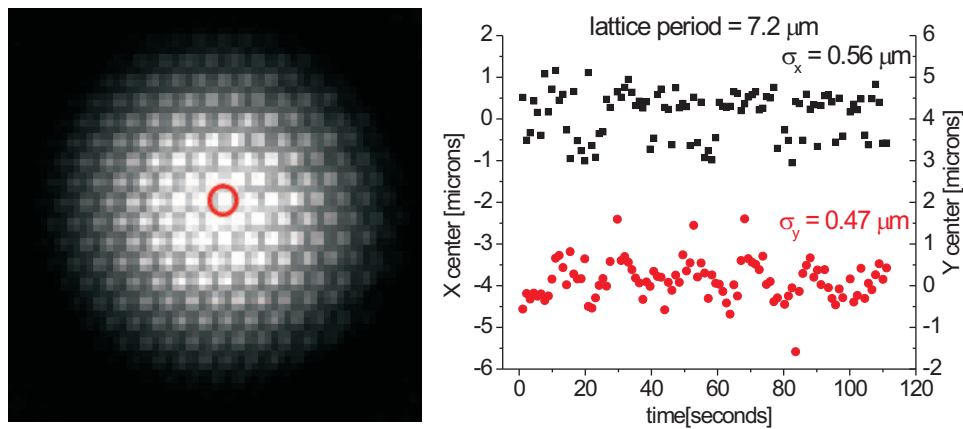 lattice period = 7.2 μm
σx = 0.56 μm
σy = 0.47 μm
X center [microns]
2
1
0
-1
-2
-3
-4
-5
-6
Y center [microns]
6
5
4
3
2
1
0
-1
-2
0 20 40 60 80 100 120
time[seconds]